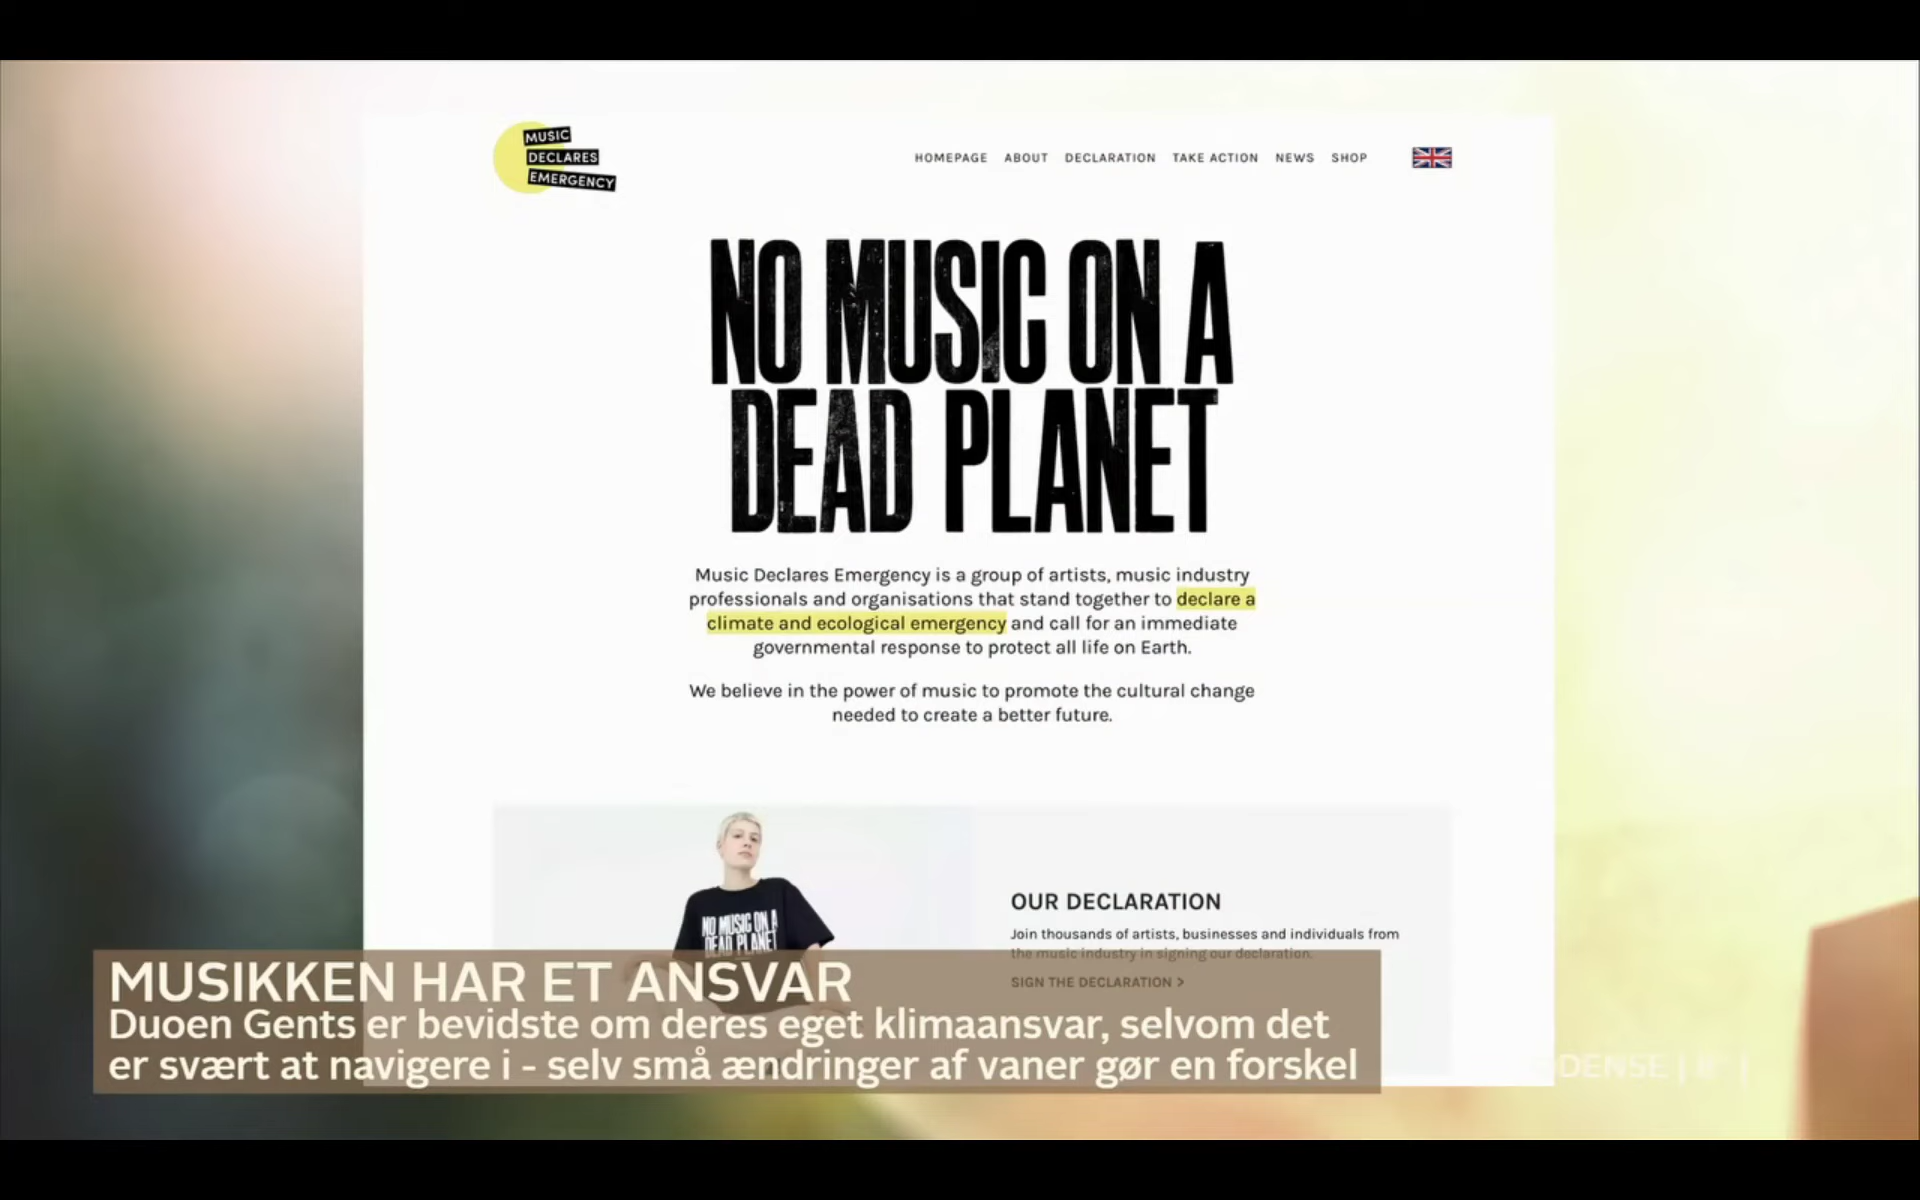 MUSIC
DECLARES
EMERGENCY
HOMEPAGE ABOUT DECLARATION TAKE ACTION NEWS SHOP
NO MUSIC ON A
DEAD PLANET
Music Declares Emergency is a group of artists, music industry
professionals and organisations that stand together to declare a
climate and ecological emergency and call for an immediate
governmental response to protect all life on Earth.
We believe in the power of music to promote the cultural change
needed to create a better future.
NO MUSIC ON A
DEAD PLANET
OUR DECLARATION
Join thousands of artists, businesses and individuals from
the music industry in signing our declaration.
SIGN THE DECLARATION >
MUSIKKEN HAR ET ANSVAR
Duoen Gents er bevidste om deres eget klimaansvar, selvom det
er svært at navigere i - selv små ændringer af vaner gør en forskel